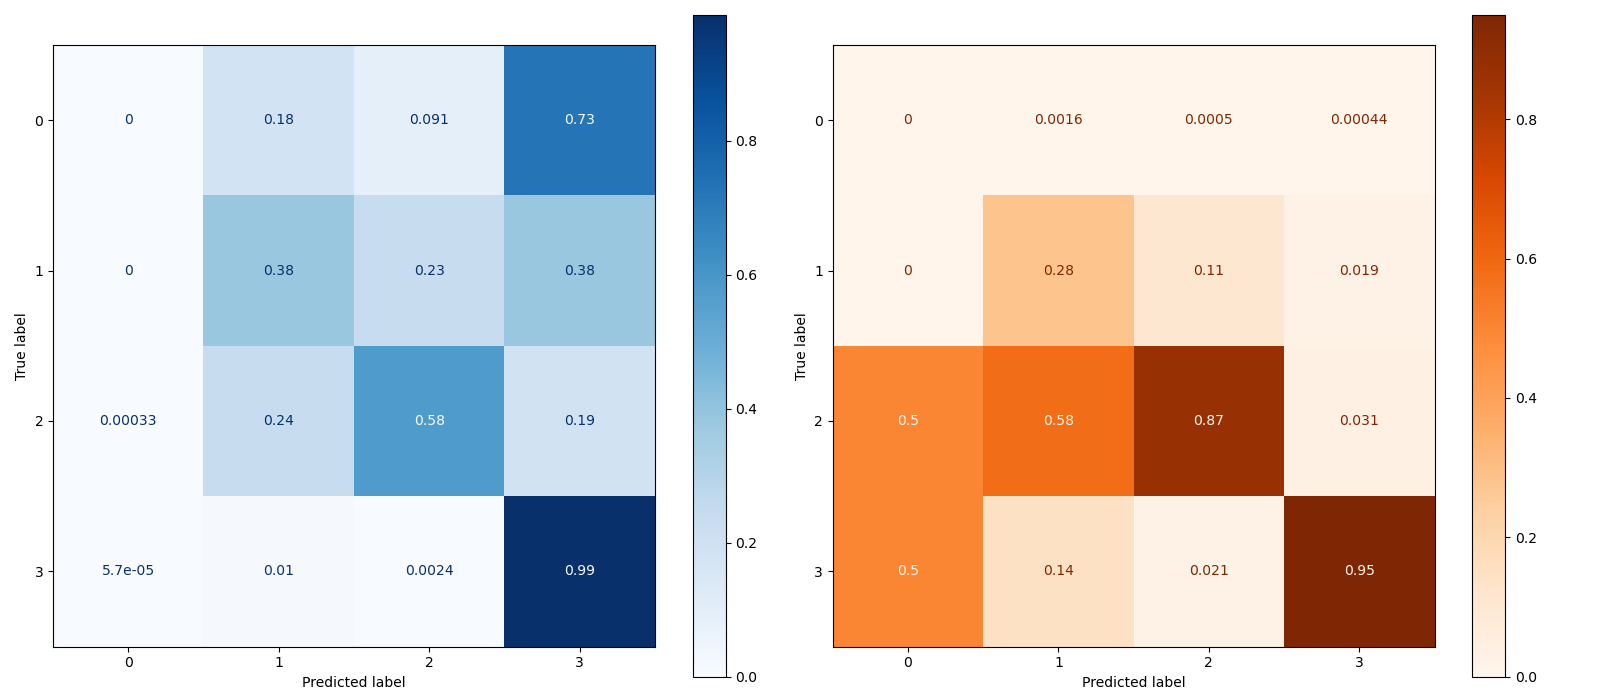 0 0 0.18 0.091 0.73
1 0 0.38 0.23 0.38
2 0.00033 0.24 0.58 0.19
3 5.7e-05 0.01 0.0024 0.99
0 1 2 3
Predicted label
True label
0.8
0.6
0.4
0.2
0.0
0 0 0.0016 0.0005 0.00044
1 0 0.28 0.11 0.019
2 0.5 0.58 0.87 0.031
3 0.5 0.14 0.021 0.95
0 1 2 3
Predicted label
True label
0.8
0.6
0.4
0.2
0.0